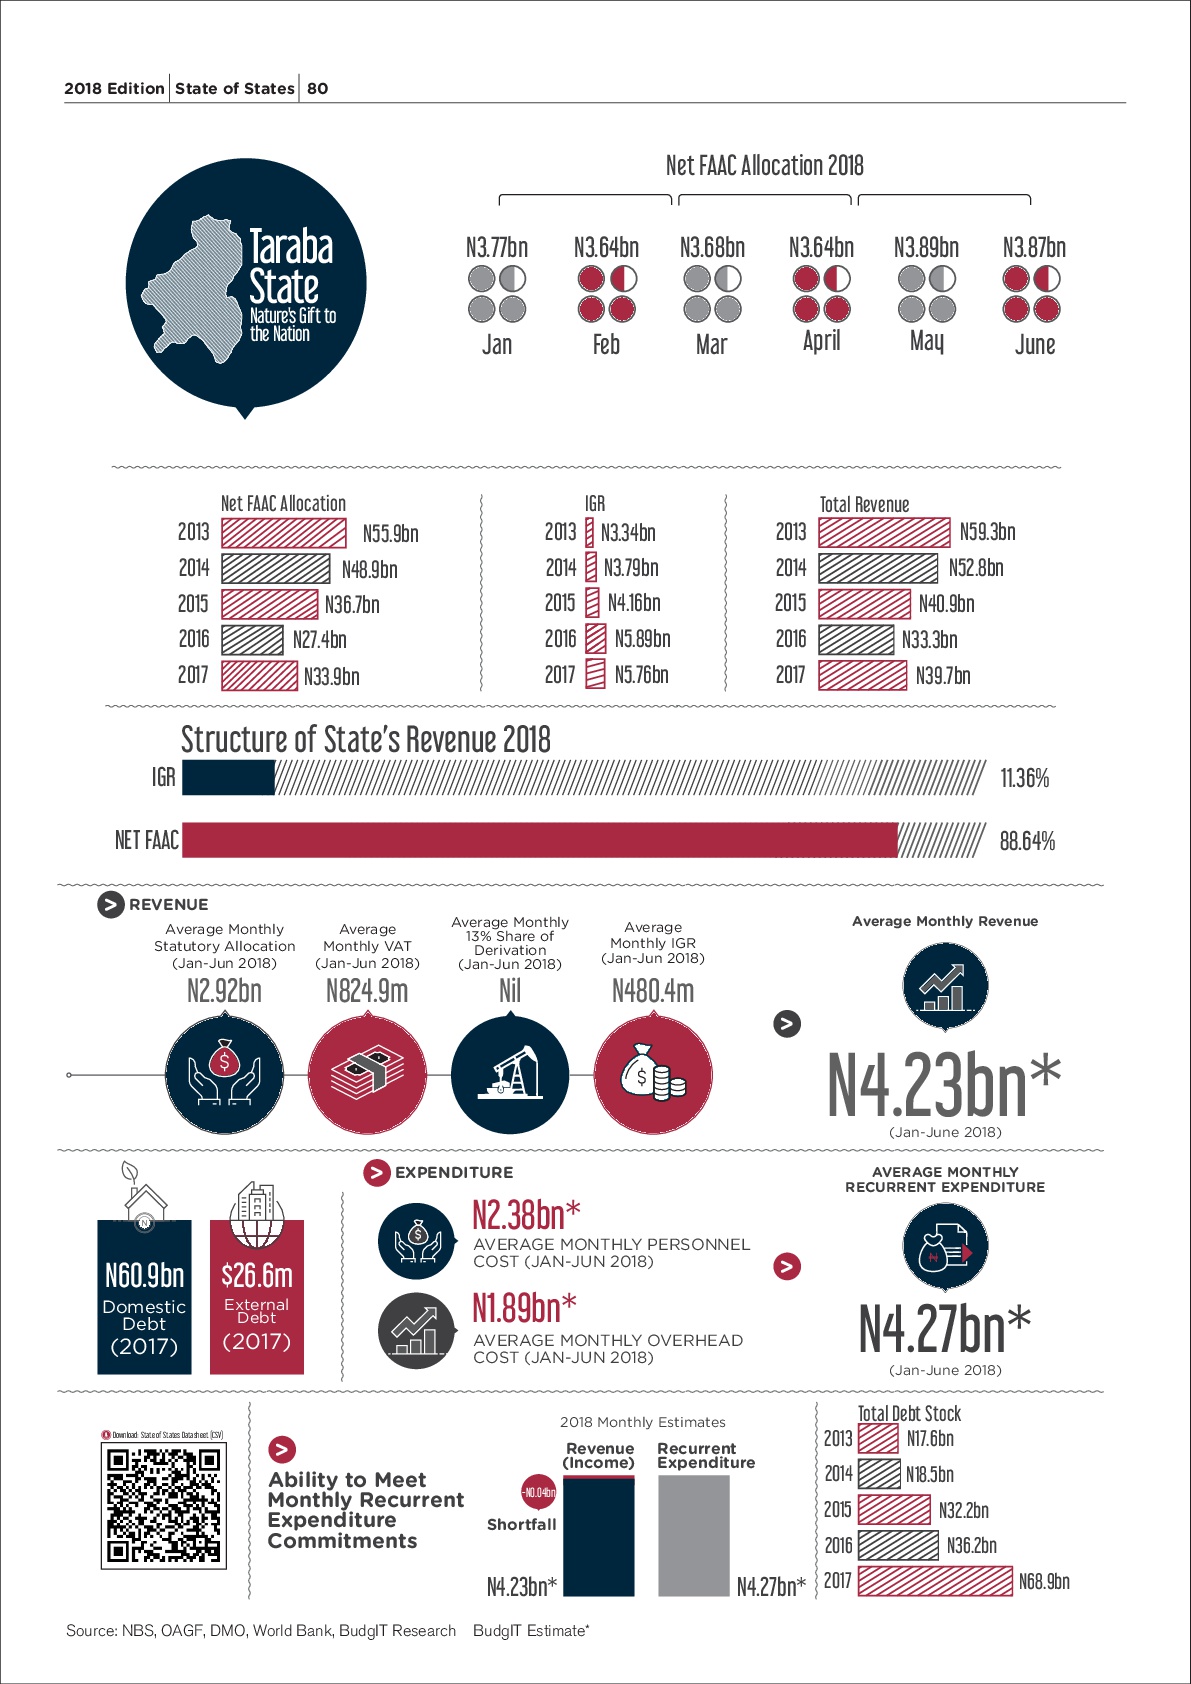 2018 Edition State of States 80
Net FAAC Allocation 2018
Taraba
State
Nature's Gift to
the Nation
N3.77bn N3.64bn N3.68bn N3.64bn N3.89bn N3.87bn
Jan Feb Mar April May June
Net FAAC Allocation
2013 N55.9bn
2014 N48.9bn
2015 N36.7bn
2016 N27.4bn
2017 N33.9bn
IGR
2013 N3.34bn
2014 N3.79bn
2015 N4.16bn
2016 N5.89bn
2017 N5.76bn
Total Revenue
2013 N59.3bn
2014 N52.8bn
2015 N40.9bn
2016 N33.3bn
2017 N39.7bn
Structure of State's Revenue 2018
IGR 11.36%
NET FAAC 88.64%
> REVENUE
Average Monthly
Statutory Allocation
(Jan-Jun 2018)
N2.92bn
$
Average
Monthly VAT
(Jan-Jun 2018)
N824.9m
Average Monthly
13% Share of
Derivation
(Jan-Jun 2018)
Nil
Average
Monthly IGR
(Jan-Jun 2018)
N480.4m
$
>
Average Monthly Revenue
N4.23bn*
(Jan-June 2018)
N
N60.9bn
Domestic
Debt
(2017)
$26.6m
External
Debt
(2017)
> EXPENDITURE
$
N2.38bn*
AVERAGE MONTHLY PERSONNEL
COST (JAN-JUN 2018)
N1.89bn*
AVERAGE MONTHLY OVERHEAD
COST (JAN-JUN 2018)
>
AVERAGE MONTHLY
RECURRENT EXPENDITURE
₦
N4.27bn*
(Jan-June 2018)
Download: State of States Datasheet (CSV)
>
Ability to Meet
Monthly Recurrent
Expenditure
Commitments
2018 Monthly Estimates
Revenue
(Income)
Recurrent
Expenditure
-N0.04bn
Shortfall
N4.23bn*
N4.27bn*
Total Debt Stock
2013 N17.6bn
2014 N18.5bn
2015 N32.2bn
2016 N36.2bn
2017 N68.9bn
Source: NBS, OAGF, DMO, World Bank, BudgIT Research BudgIT Estimate*